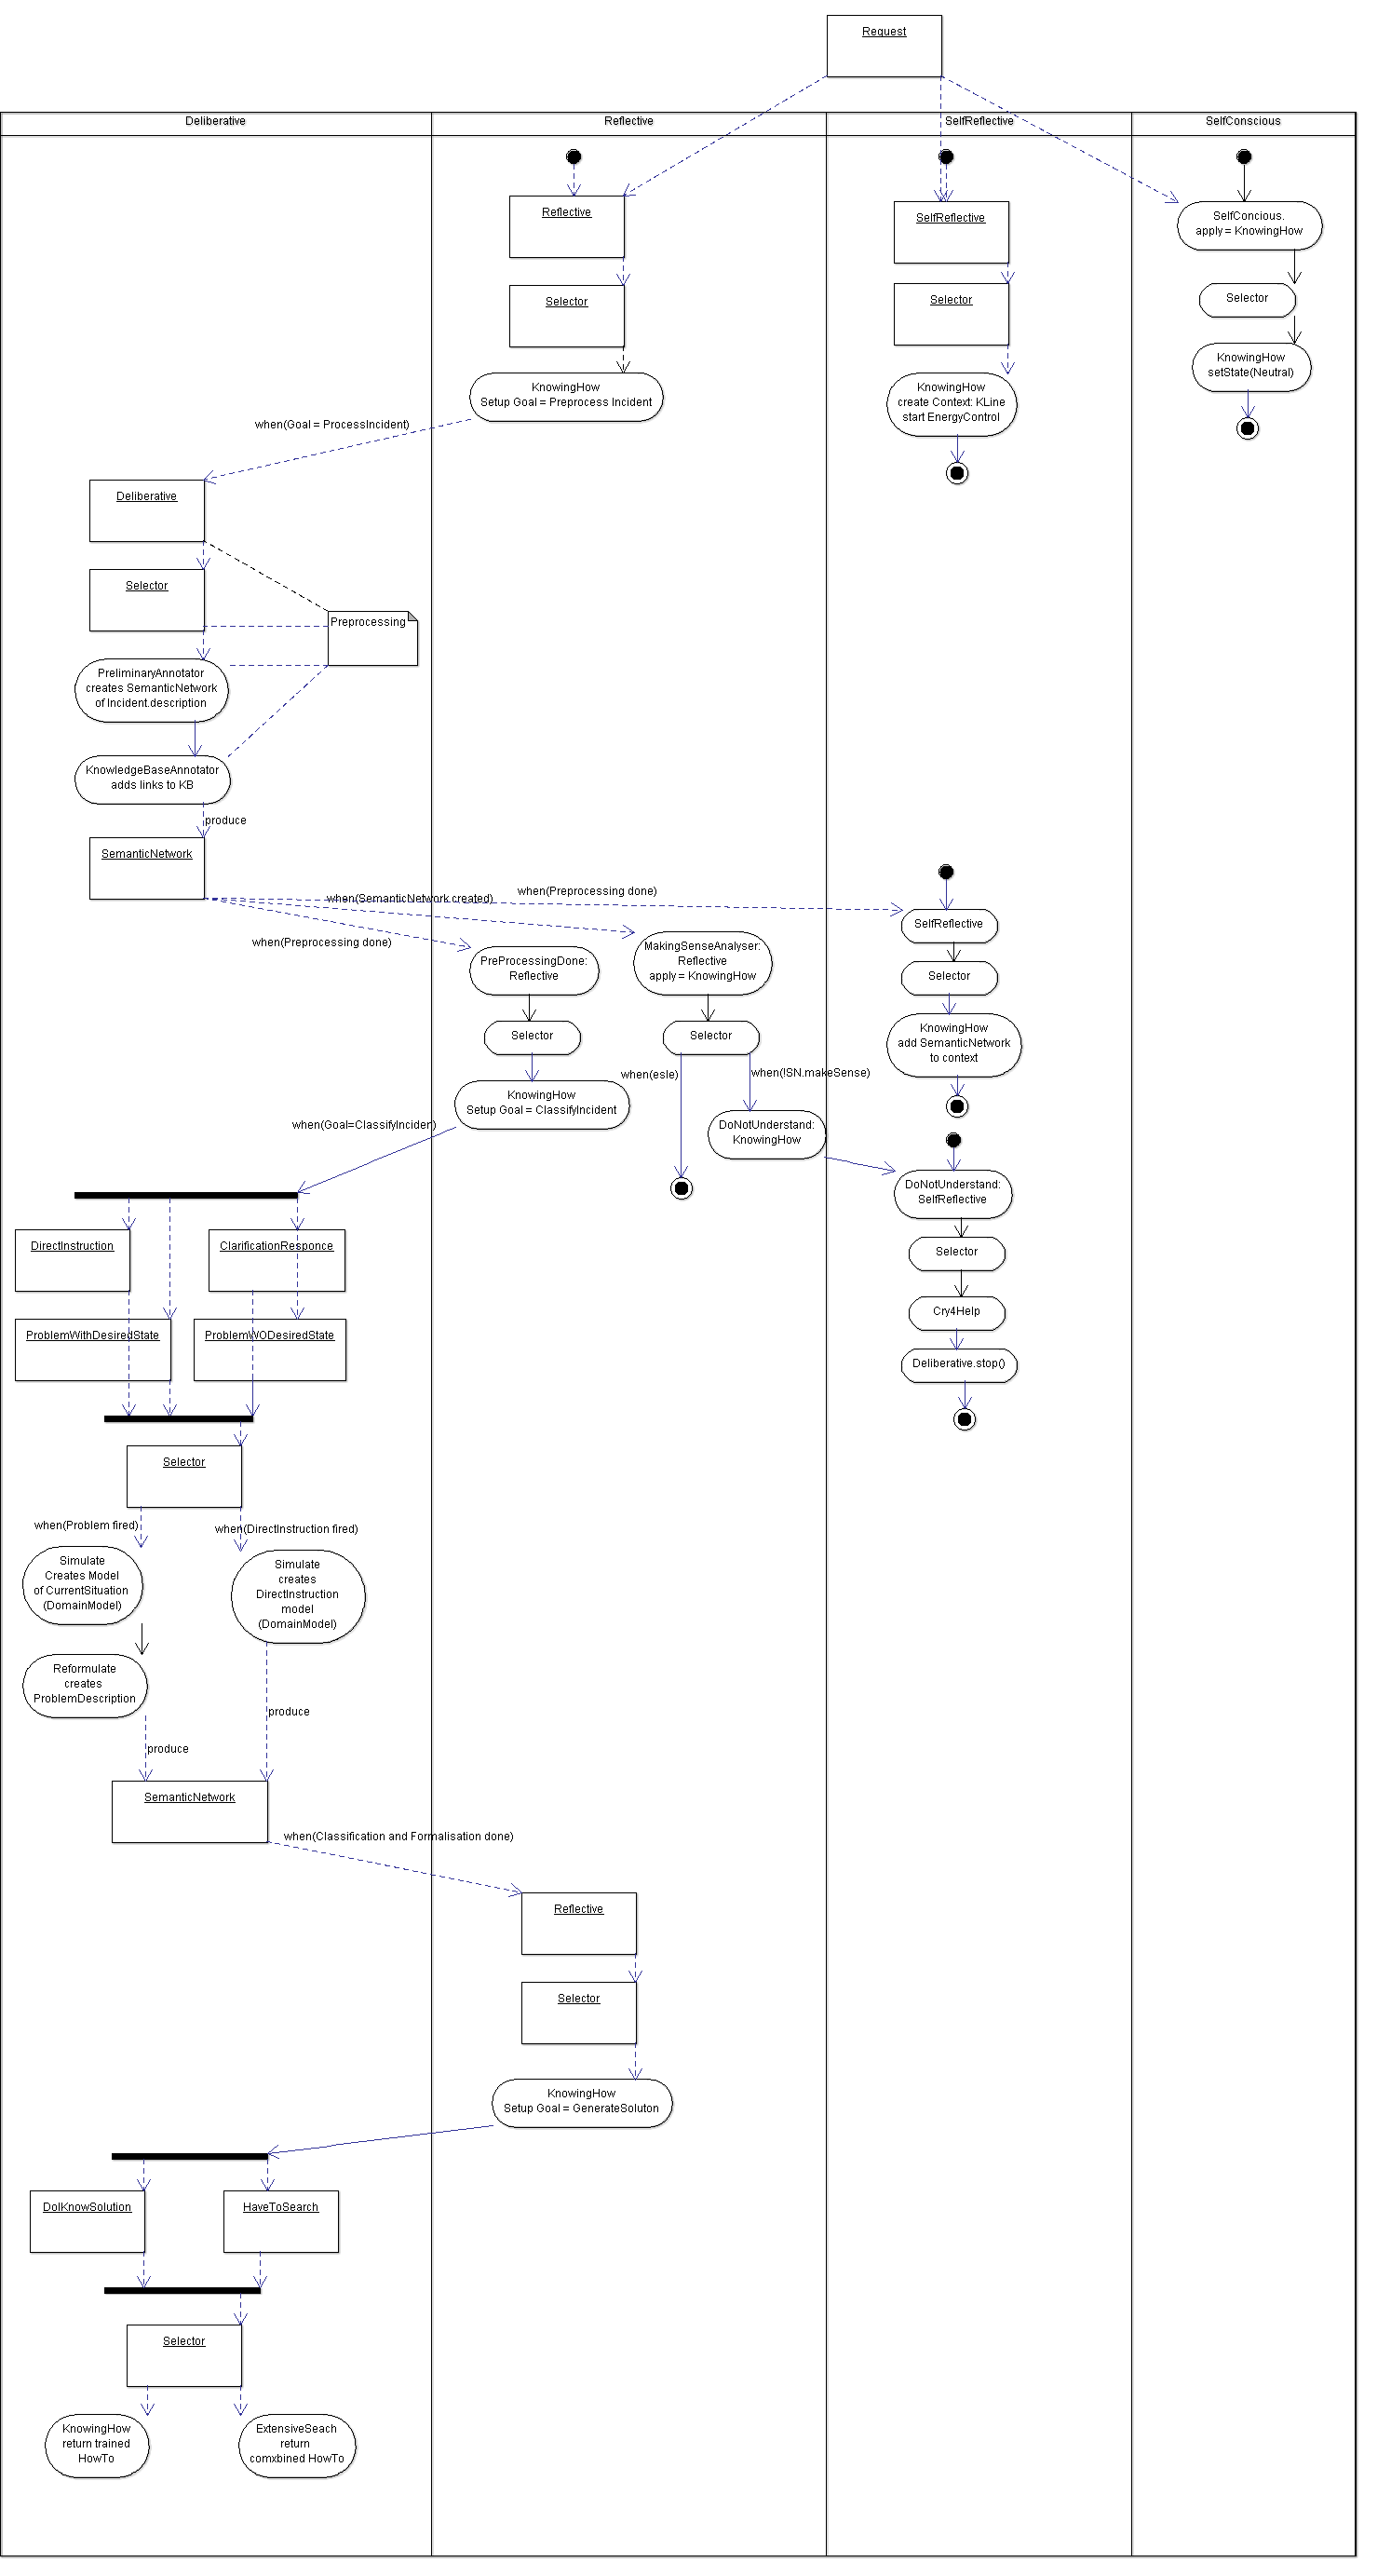 Request
Deliberative
Reflective
SelfReflective
SelfConscious
Reflective
SelfReflective
SelfConcious.
apply = KnowingHow
Selector
Selector
Selector
KnowingHow
setState(Neutral)
KnowingHow
Setup Goal = Preprocess Incident
KnowingHow
create Context: KLine
start EnergyControl
when(Goal = ProcessIncident)
Deliberative
Selector
Preprocessing
PreliminaryAnnotator
creates SemanticNetwork
of Incident.description
KnowledgeBaseAnnotator
adds links to KB
produce
SemanticNetwork
when(SemanticNetwork created)
when(Preprocessing done)
when(Preprocessing done)
SelfReflective
PreProcessingDone:
Reflective
MakingSenseAnalyser:
Reflective
apply = KnowingHow
Selector
Selector
Selector
KnowingHow
add SemanticNetwork
to context
when(esle)
when(!SN.makeSense)
KnowingHow
Setup Goal = ClassifyIncident
when(Goal=ClassifyIncider)
DoNotUnderstand:
KnowingHow
DoNotUnderstand:
SelfReflective
DirectInstruction
ClarificationResponce
Selector
ProblemWithDesiredState
ProblemWODesiredState
Cry4Help
Deliberative.stop()
Selector
when(Problem fired)
when(DirectInstruction fired)
Simulate
Creates Model
of CurrentSituation
(DomainModel)
Simulate
creates
DirectInstruction
model
(DomainModel)
Reformulate
creates
ProblemDescription
produce
produce
SemanticNetwork
when(Classification and Formalisation done)
Reflective
Selector
KnowingHow
Setup Goal = GenerateSoluton
DoIKnowSolution
HaveToSearch
Selector
KnowingHow
return trained
HowTo
ExtensiveSeach
return
comxbined HowTo